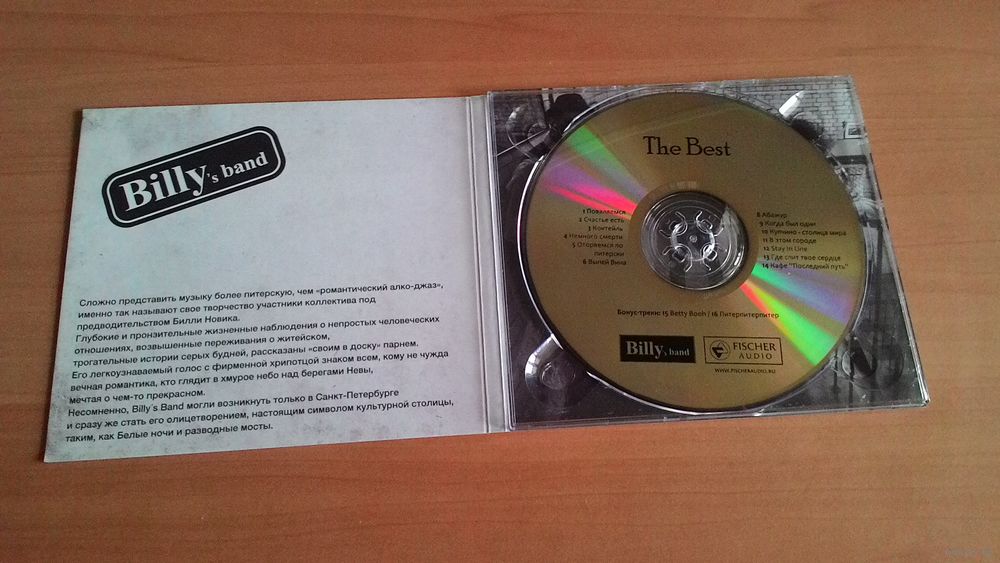 Billy's band
Сложно представить музыку более питерскую, чем «романтический алко-джаз»,
именно так называют свое творчество участники коллектива под
предводительством Билли Новика.
Глубокие и пронзительные жизненные наблюдения о непростых человеческих
отношениях, возвышенные переживания о житейском,
трогательные истории серых будней, рассказаны «своим в доску» парнем.
Его легкоузнаваемый голос с фирменной хрипотцой знаком всем, кому не чужда
вечная романтика, кто глядит в хмурое небо над берегами Невы,
мечтая о чем-то прекрасном.
Несомненно, Billy's Band могли возникнуть только в Санкт-Петербурге
и сразу же стать его олицетворением, настоящим символом культурной столицы,
таким, как Белые ночи и разводные мосты.
The Best
1 Поваляемся
2 Счастье есть
3 Коктейль
4 Немного смерти
5 Оторвемся по
питерски
6 Выпей Вина
8 Абажур
9 Когда был один
10 Купчино - столица мира
11 В этом городе
12 Stay In Line
13 Где спит твое сердце
14 Кафе "Последний путь"
Бонус-треки: 15 Betty Booh / 16 Питерпитерпитер
Billy's band
FISCHER
AUDIO
WWW.FISCHERAUDIO.RU